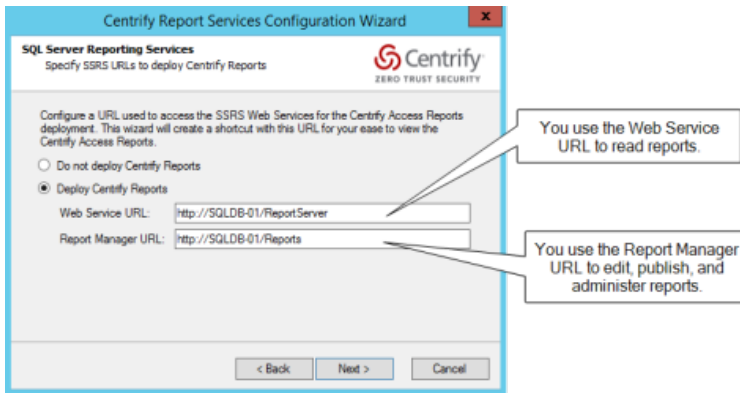 Centrify Report Services Configuration Wizard
x
SQL Server Reporting Services
Specify SSRS URLs to deploy Centrify Reports
Centrify
ZERO TRUST SECURITY
Configure a URL used to access the SSRS Web Services for the Centrify Access Reports
deployment. This wizard will create a shortcut with this URL for your ease to view the
Centrify Access Reports.
Do not deploy Centrify Reports
Deploy Centrify Reports
Web Service URL: http://SQLDB-01/ReportServer
Report Manager URL: http://SQLDB-01/Reports
You use the Web Service
URL to read reports.
You use the Report Manager
URL to edit, publish, and
administer reports.
< Back Next > Cancel